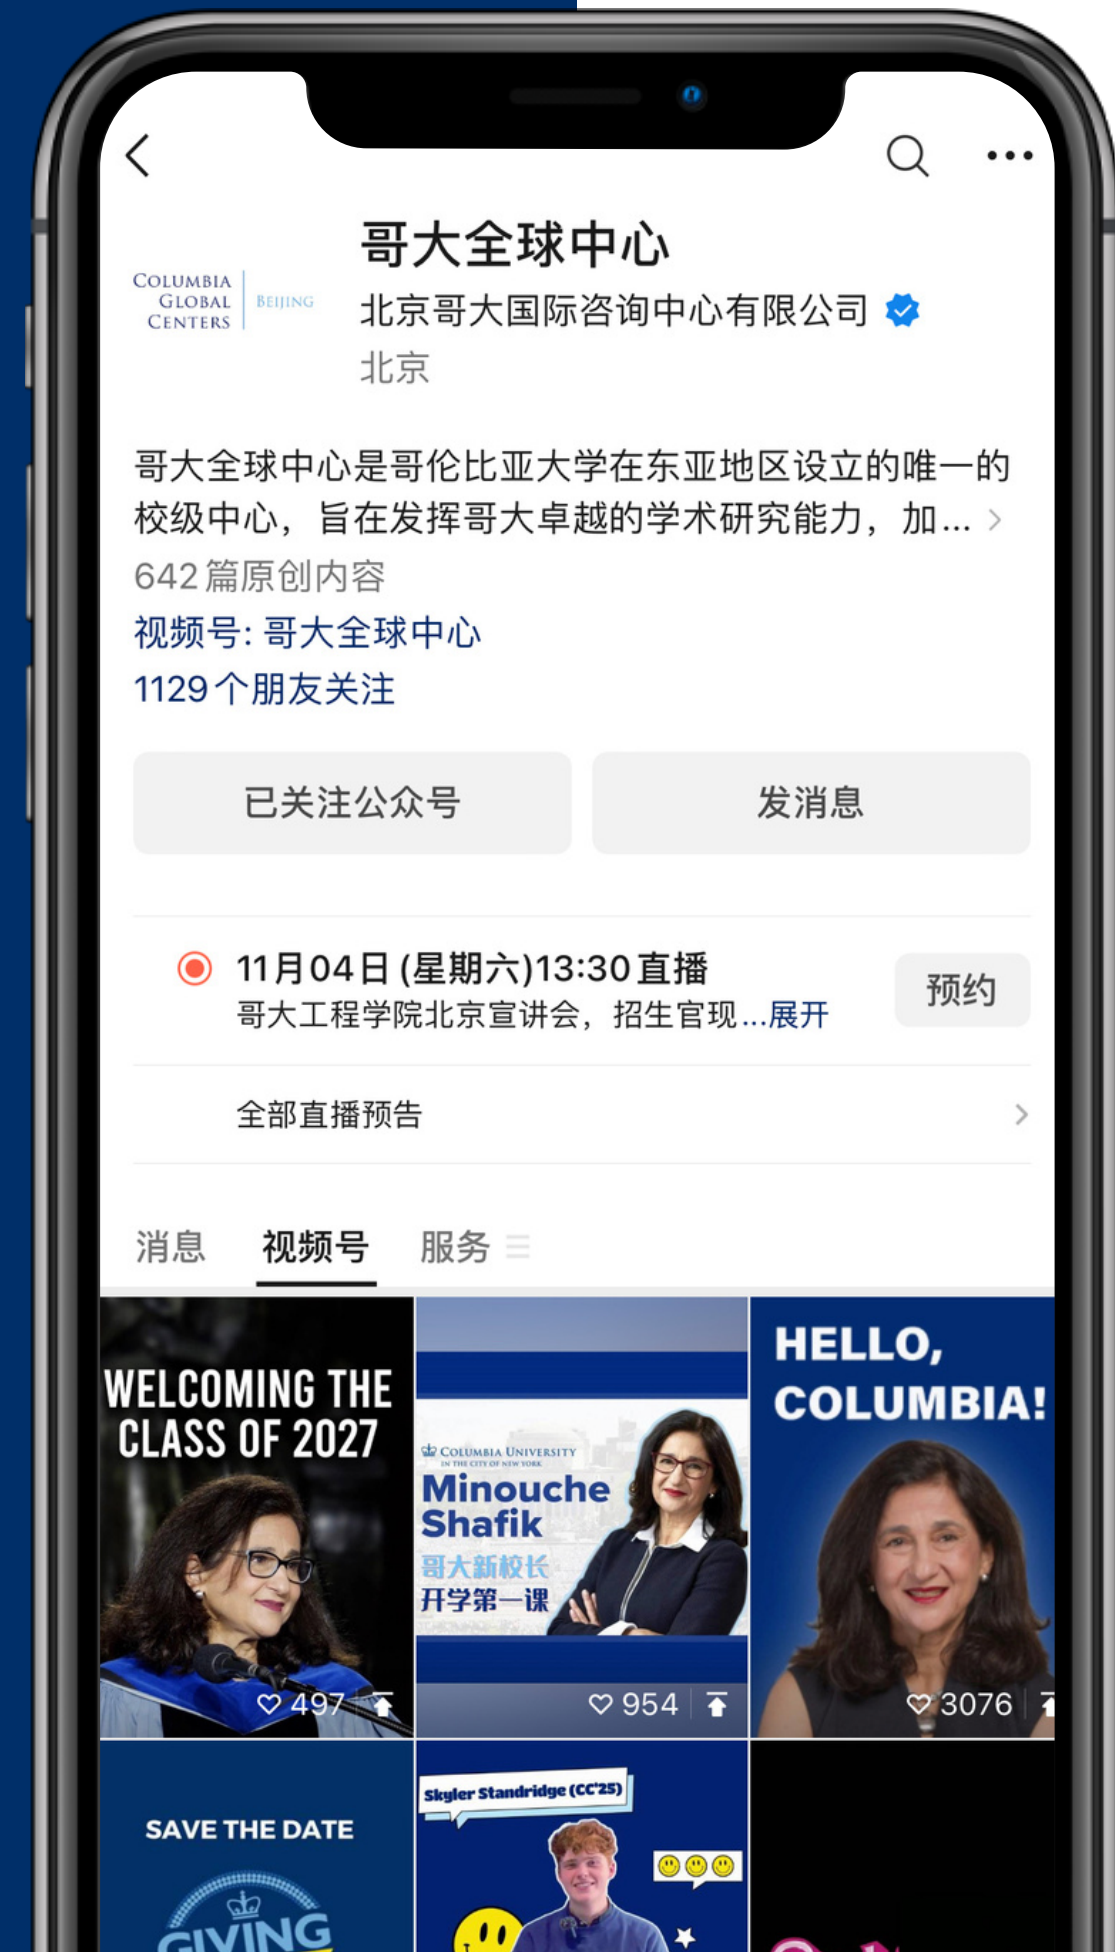 哥大全球中心
COLUMBIA
GLOBAL
CENTERS
BEIJING
北京哥大国际咨询中心有限公司
北京
哥大全球中心是哥伦比亚大学在东亚地区设立的唯一的
校级中心，旨在发挥哥大卓越的学术研究能力，加...
642篇原创内容
视频号: 哥大全球中心
1129个朋友关注
已关注公众号
发消息
11月04日 (星期六)13:30直播
哥大工程学院北京宣讲会，招生官现...展开
预约
全部直播预告
消息 视频号 服务
WELCOMING THE
CLASS OF 2027
497
COLUMBIA UNIVERSITY
IN THE CITY OF NEW YORK
Minouche
Shafik
哥大新校长
开学第一课
954
HELLO,
COLUMBIA!
3076
SAVE THE DATE
GIVING
Skyler Standridge (CC'25)